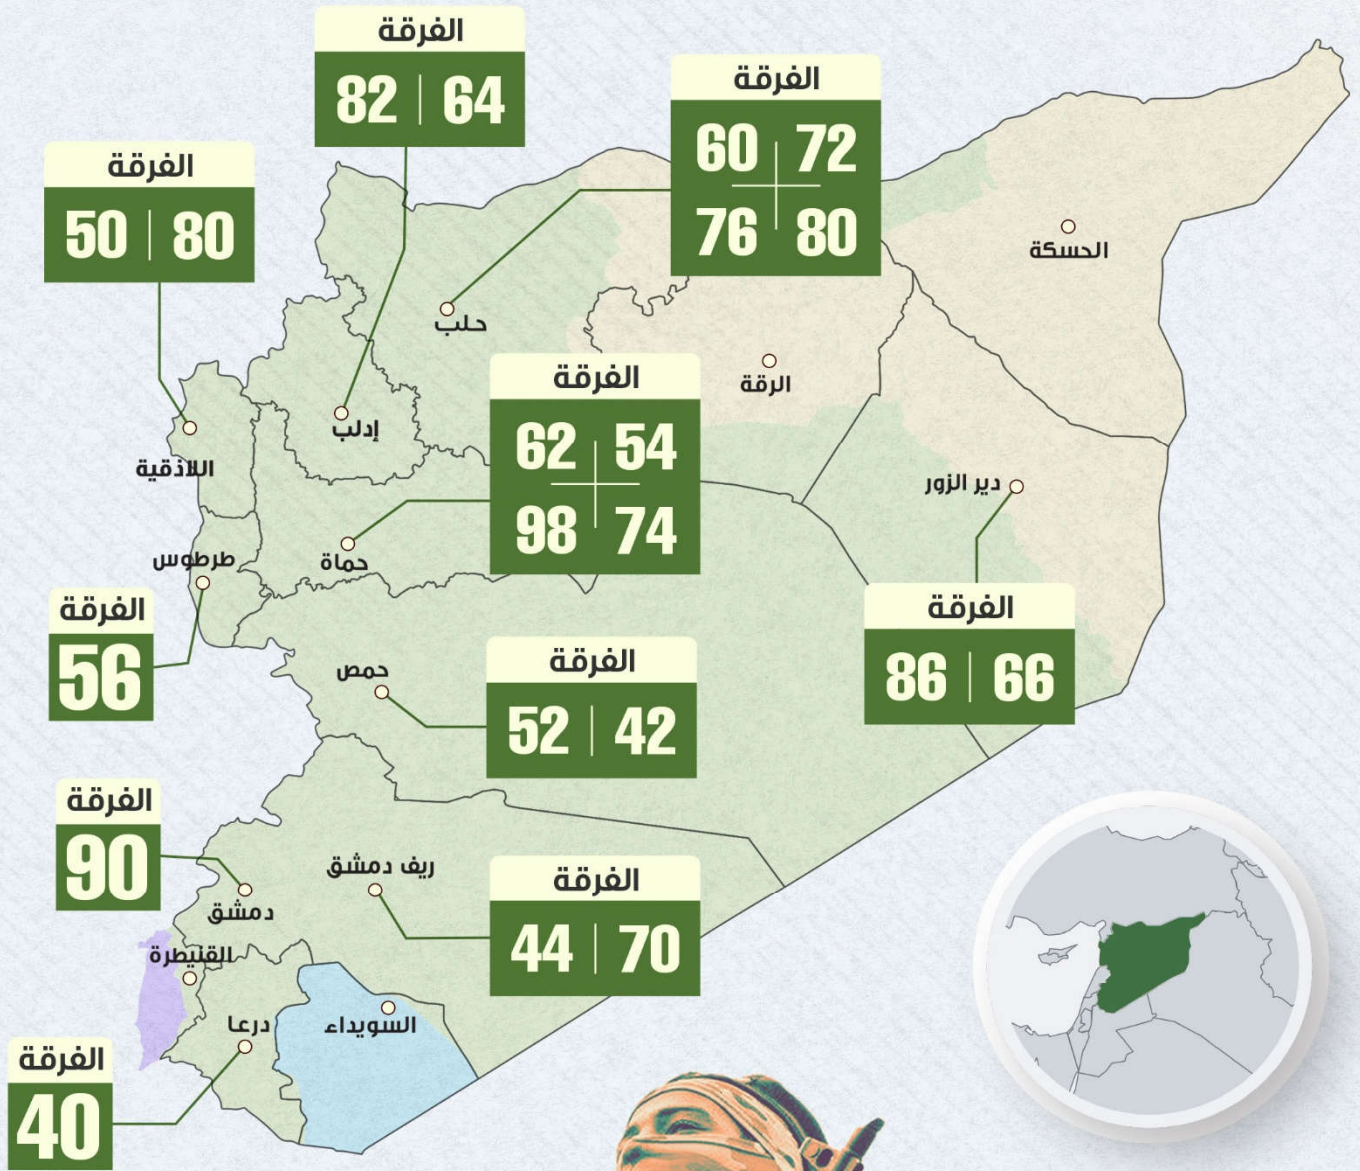 الفرقة
82 | 64
الفرقة
60 | 72
76 | 80
الفرقة
50 | 80
الحسكة
حلب
الفرقة
62 | 54
98 | 74
الرقة
إدلب
اللاذقية
دير الزور
حماة
طرطوس
الفرقة
56
الفرقة
86 | 66
حمص
الفرقة
52 | 42
الفرقة
90
ريف دمشق
دمشق
الفرقة
44 | 70
القنيطرة
السويداء
درعا
الفرقة
40